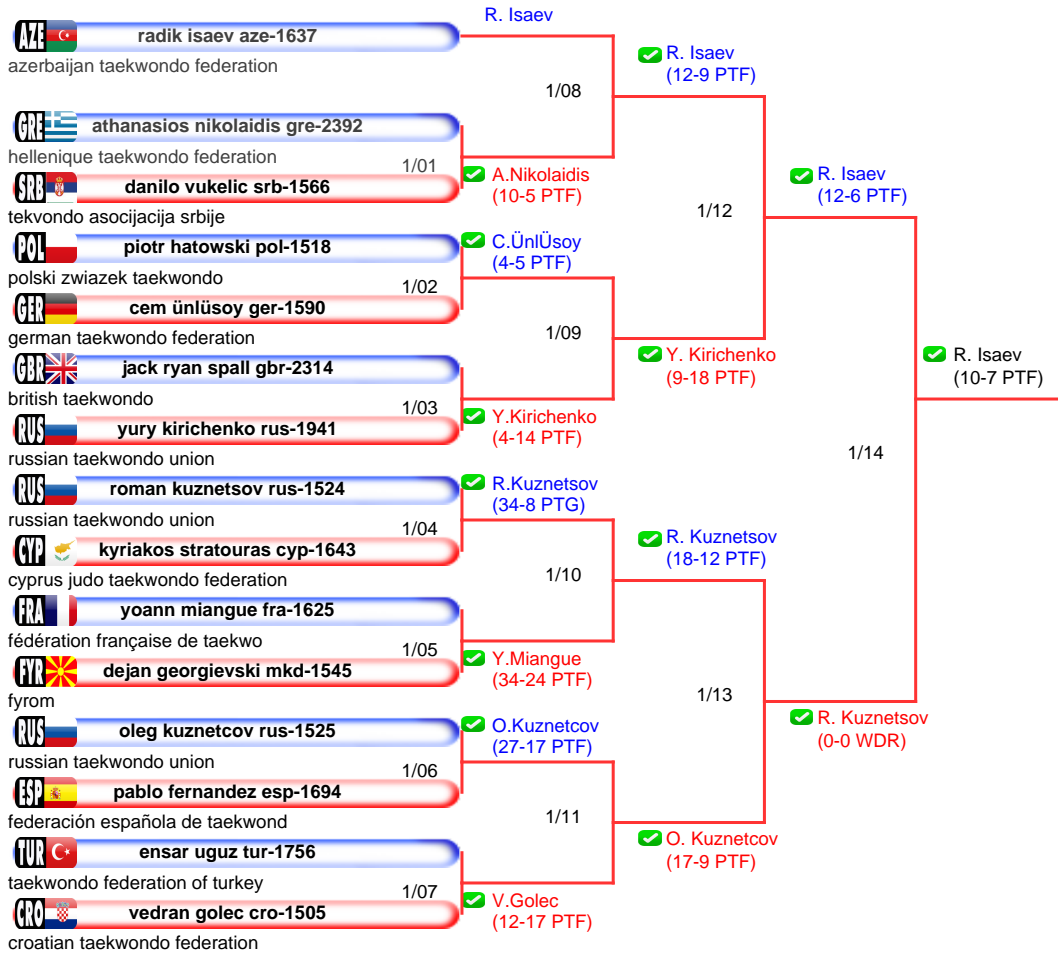 R. Isaev
AZE radik isaev aze-1637
azerbaijan taekwondo federation
R. Isaev
(12-9 PTF)
1/08
GRE athanasios nikolaidis gre-2392
hellenique taekwondo federation
1/01
SRB danilo vukelic srb-1566
tekvondo asocijacija srbije
A.Nikolaidis
(10-5 PTF)
R. Isaev
(12-6 PTF)
1/12
POL piotr hatowski pol-1518
polski zwiazek taekwondo
C.ÜnlÜsoy
(4-5 PTF)
1/02
GER cem ünlüsoy ger-1590
german taekwondo federation
1/09
GBR jack ryan spall gbr-2314
british taekwondo
Y. Kirichenko
(9-18 PTF)
R. Isaev
(10-7 PTF)
1/03
RUS yury kirichenko rus-1941
russian taekwondo union
Y.Kirichenko
(4-14 PTF)
1/14
RUS roman kuznetsov rus-1524
russian taekwondo union
R.Kuznetsov
(34-8 PTG)
1/04
CYP kyriakos stratouras cyp-1643
cyprus judo taekwondo federation
R. Kuznetsov
(18-12 PTF)
1/10
FRA yoann miangue fra-1625
fédération française de taekwo
1/05
FYR dejan georgievski mkd-1545
fyrom
Y.Miangue
(34-24 PTF)
1/13
RUS oleg kuznetcov rus-1525
russian taekwondo union
O.Kuznetcov
(27-17 PTF)
R. Kuznetsov
(0-0 WDR)
1/06
ESP pablo fernandez esp-1694
federación española de taekwond
1/11
TUR ensar uguz tur-1756
taekwondo federation of turkey
O. Kuznetcov
(17-9 PTF)
1/07
CRO vedran golec cro-1505
croatian taekwondo federation
V.Golec
(12-17 PTF)